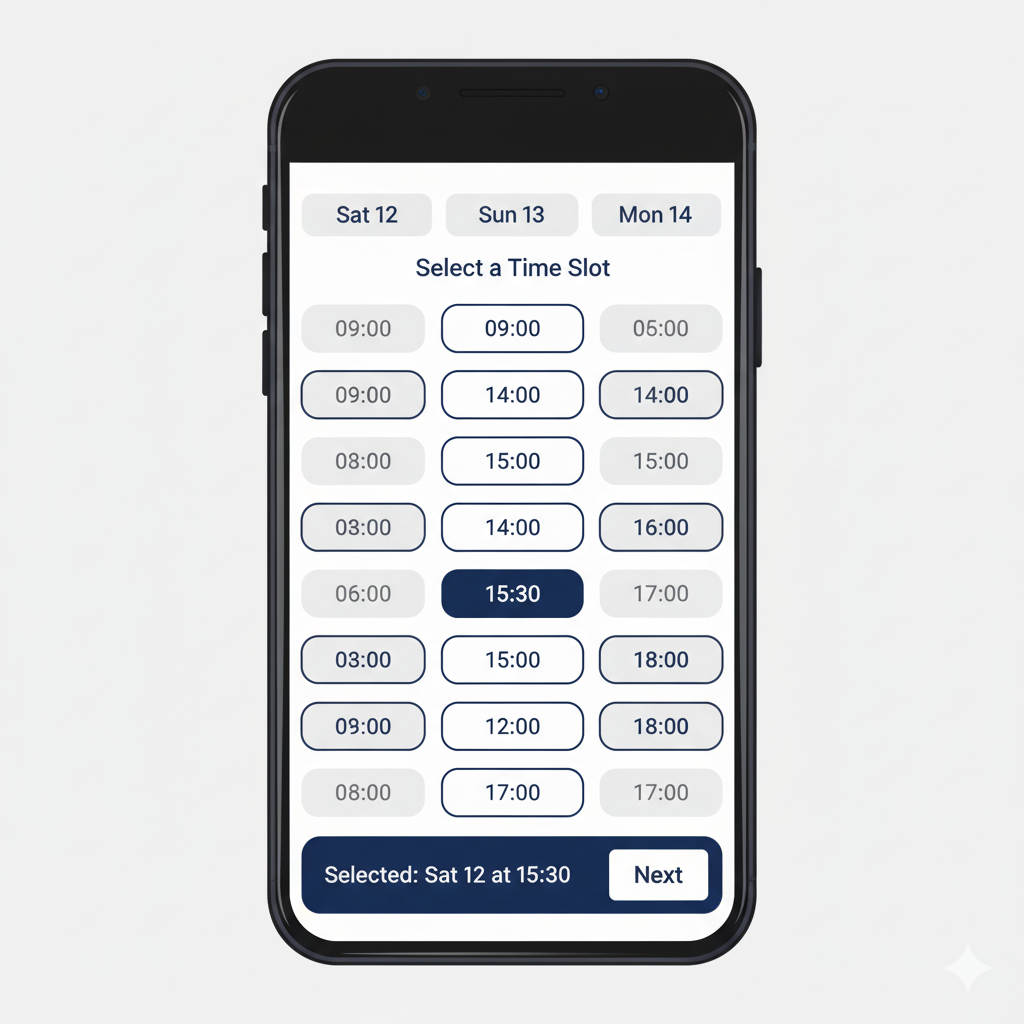 Sat 12 Sun 13 Mon 14
Select a Time Slot
09:00 09:00 05:00
09:00 14:00 14:00
08:00 15:00 15:00
03:00 14:00 16:00
06:00 15:30 17:00
03:00 15:00 18:00
09:00 12:00 18:00
08:00 17:00 17:00
Selected: Sat 12 at 15:30 Next